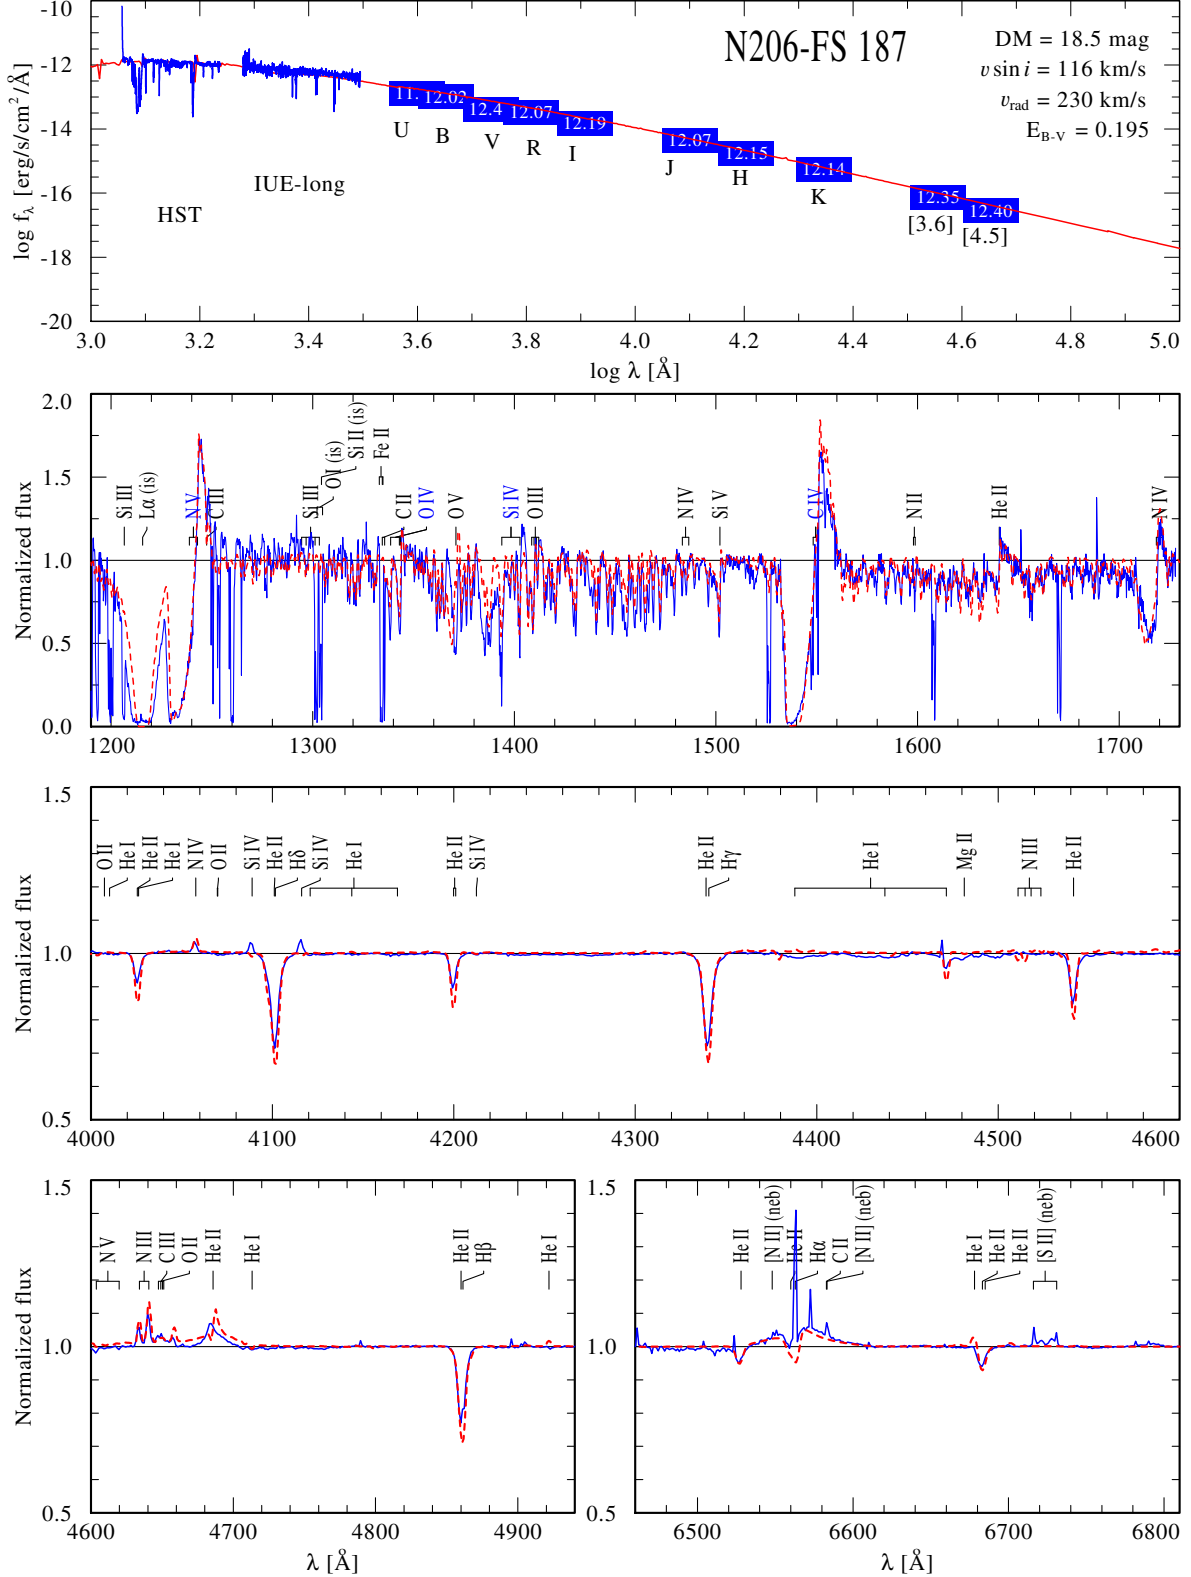 N206-FS 187
DM = 18.5 mag
v sin i = 116 km/s
v_rad = 230 km/s
E_B-V = 0.195
log f_λ [erg/s/cm²/Å]
-10
-12
-14
-16
-18
-20
HST
IUE-long
11.
12.02
12.4
12.07
12.19
12.07
12.15
12.14
12.35
12.40
U
B
V
R
I
J
H
K
[3.6]
[4.5]
3.0 3.2 3.4 3.6 3.8 4.0 4.2 4.4 4.6 4.8 5.0
log λ [Å]
Normalized flux
2.0
1.5
1.0
0.5
0.0
Si III
Lα (is)
N V
C III
Si III
O I (is)
Si II (is)
Fe II
C II
O IV
O V
Si IV
O III
N IV
Si V
C IV
N III
He II
N IV
1200 1300 1400 1500 1600 1700
Normalized flux
1.5
1.0
0.5
O II
He I
He II
He I
N IV
O II
Si IV
He II
Hδ
Si IV
He I
He II
Si IV
He II
Hγ
He I
Mg II
N III
He II
4000 4100 4200 4300 4400 4500 4600
Normalized flux
1.5
1.0
0.5
N V
N III
C III
O II
He II
He I
He II
Hβ
He I
4600 4700 4800 4900
λ [Å]
1.5
1.0
0.5
He II
[N II] (neb)
He II
Hα
C II
[N II] (neb)
He I
He II
He II
[S II] (neb)
6500 6600 6700 6800
λ [Å]